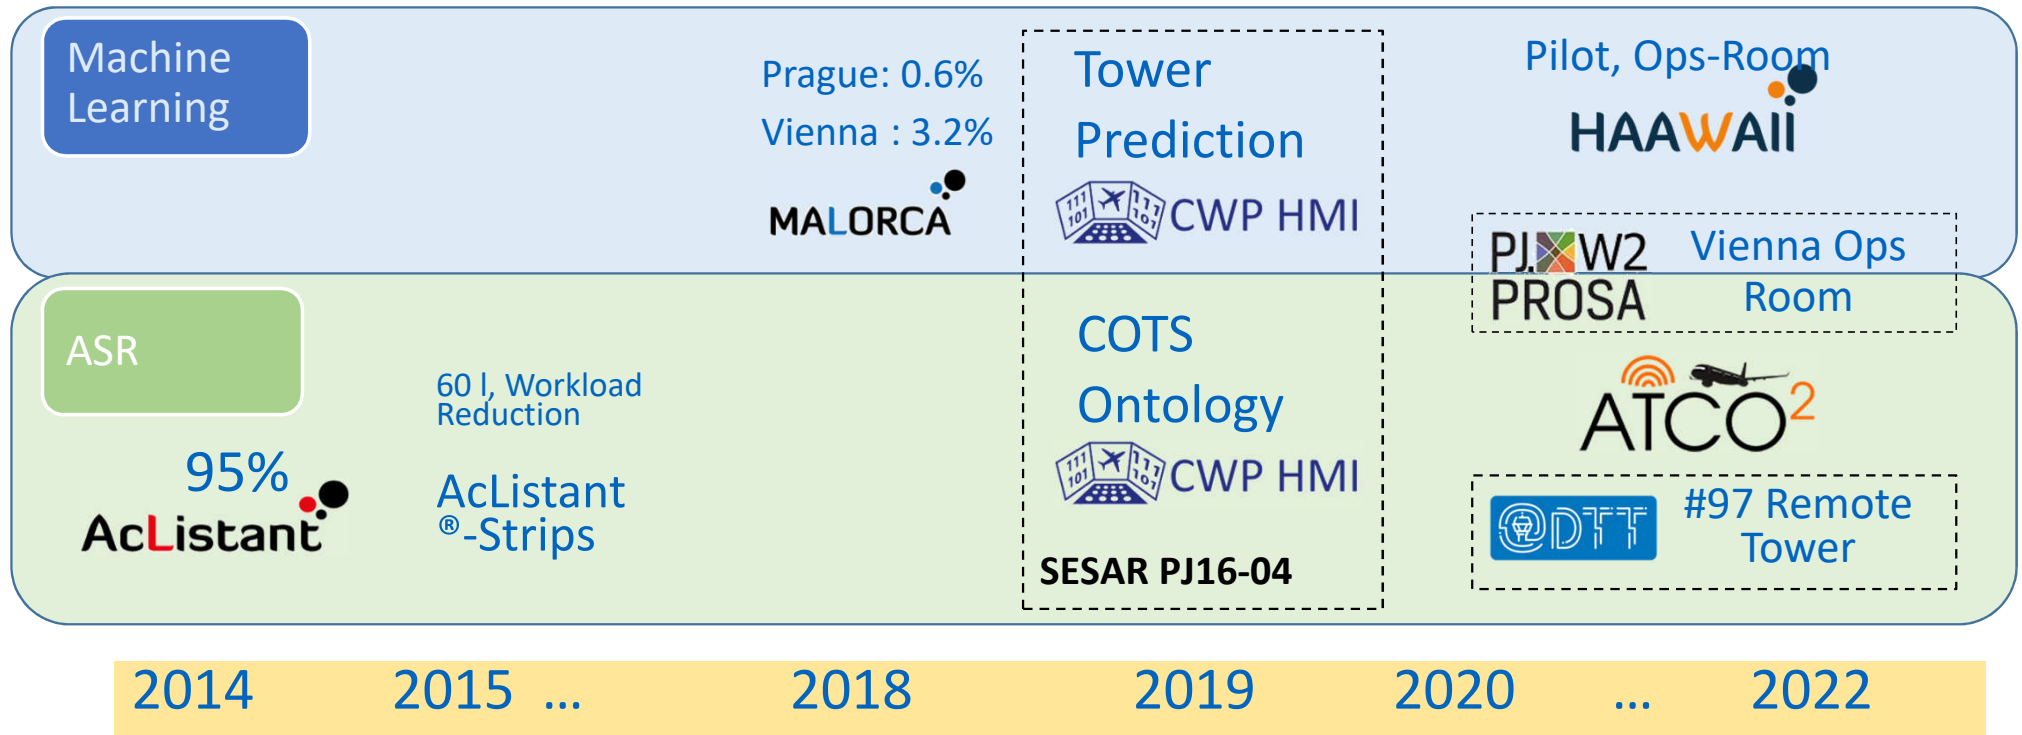 Machine
Learning
Prague: 0.6%
Vienna : 3.2%
MALORCA
Tower
Prediction
CWP HMI
Pilot, Ops-Room
HAAWAII
PJ. W2
PROSA
Vienna Ops
Room
ASR
95%
AcListant
60 l, Workload
Reduction
AcListant
®-Strips
COTS
Ontology
CWP HMI
SESAR PJ16-04
ATCO2
@DTT
#97 Remote
Tower
2014 2015 ... 2018 2019 2020 ... 2022